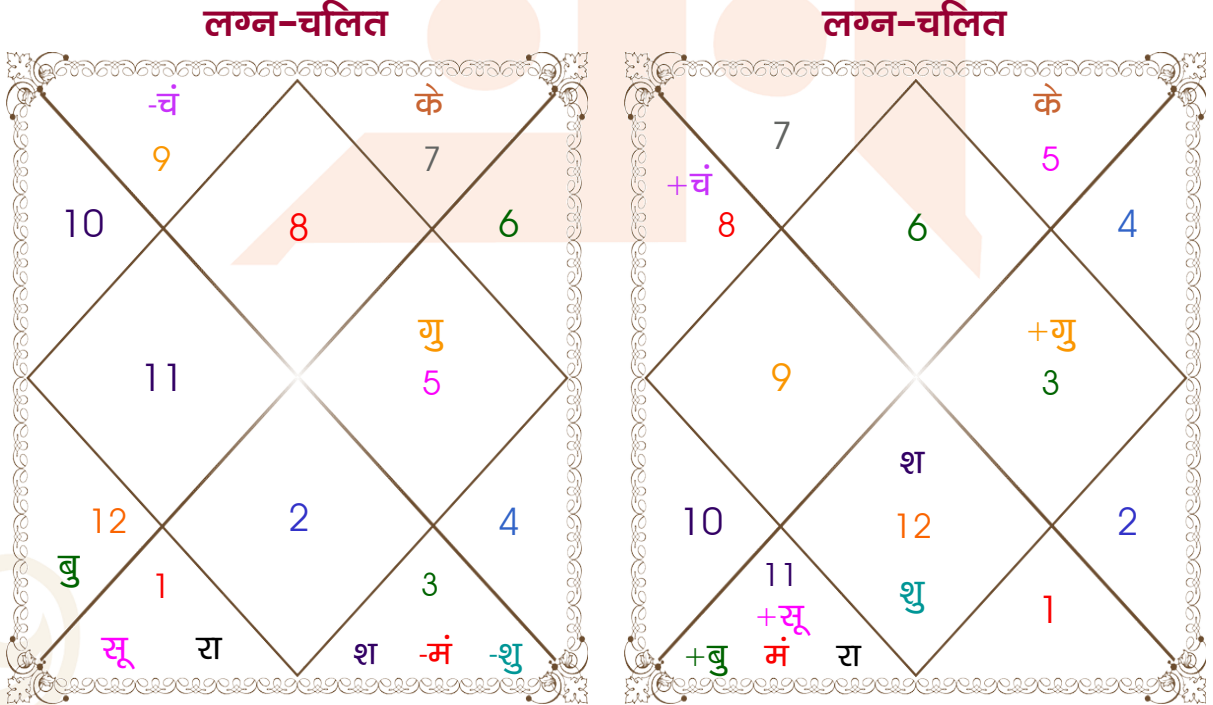 लग्न-चलित
-चं
के
9
7
10
8
6
गु
11
5
12
2
4
बु
1
3
सू
रा
श
-मं
-शु
लग्न-चलित
के
7
5
+चं
8
6
4
+गु
9
3
श
10
12
2
11
शु
1
+सू
+बु
मं
रा